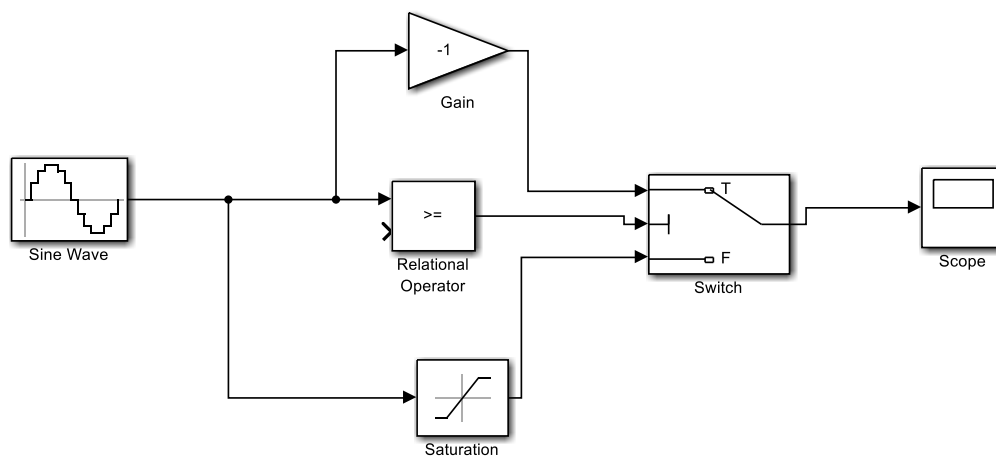 -1
Gain
Sine Wave
>=
Relational
Operator
T
F
Switch
Scope
Saturation